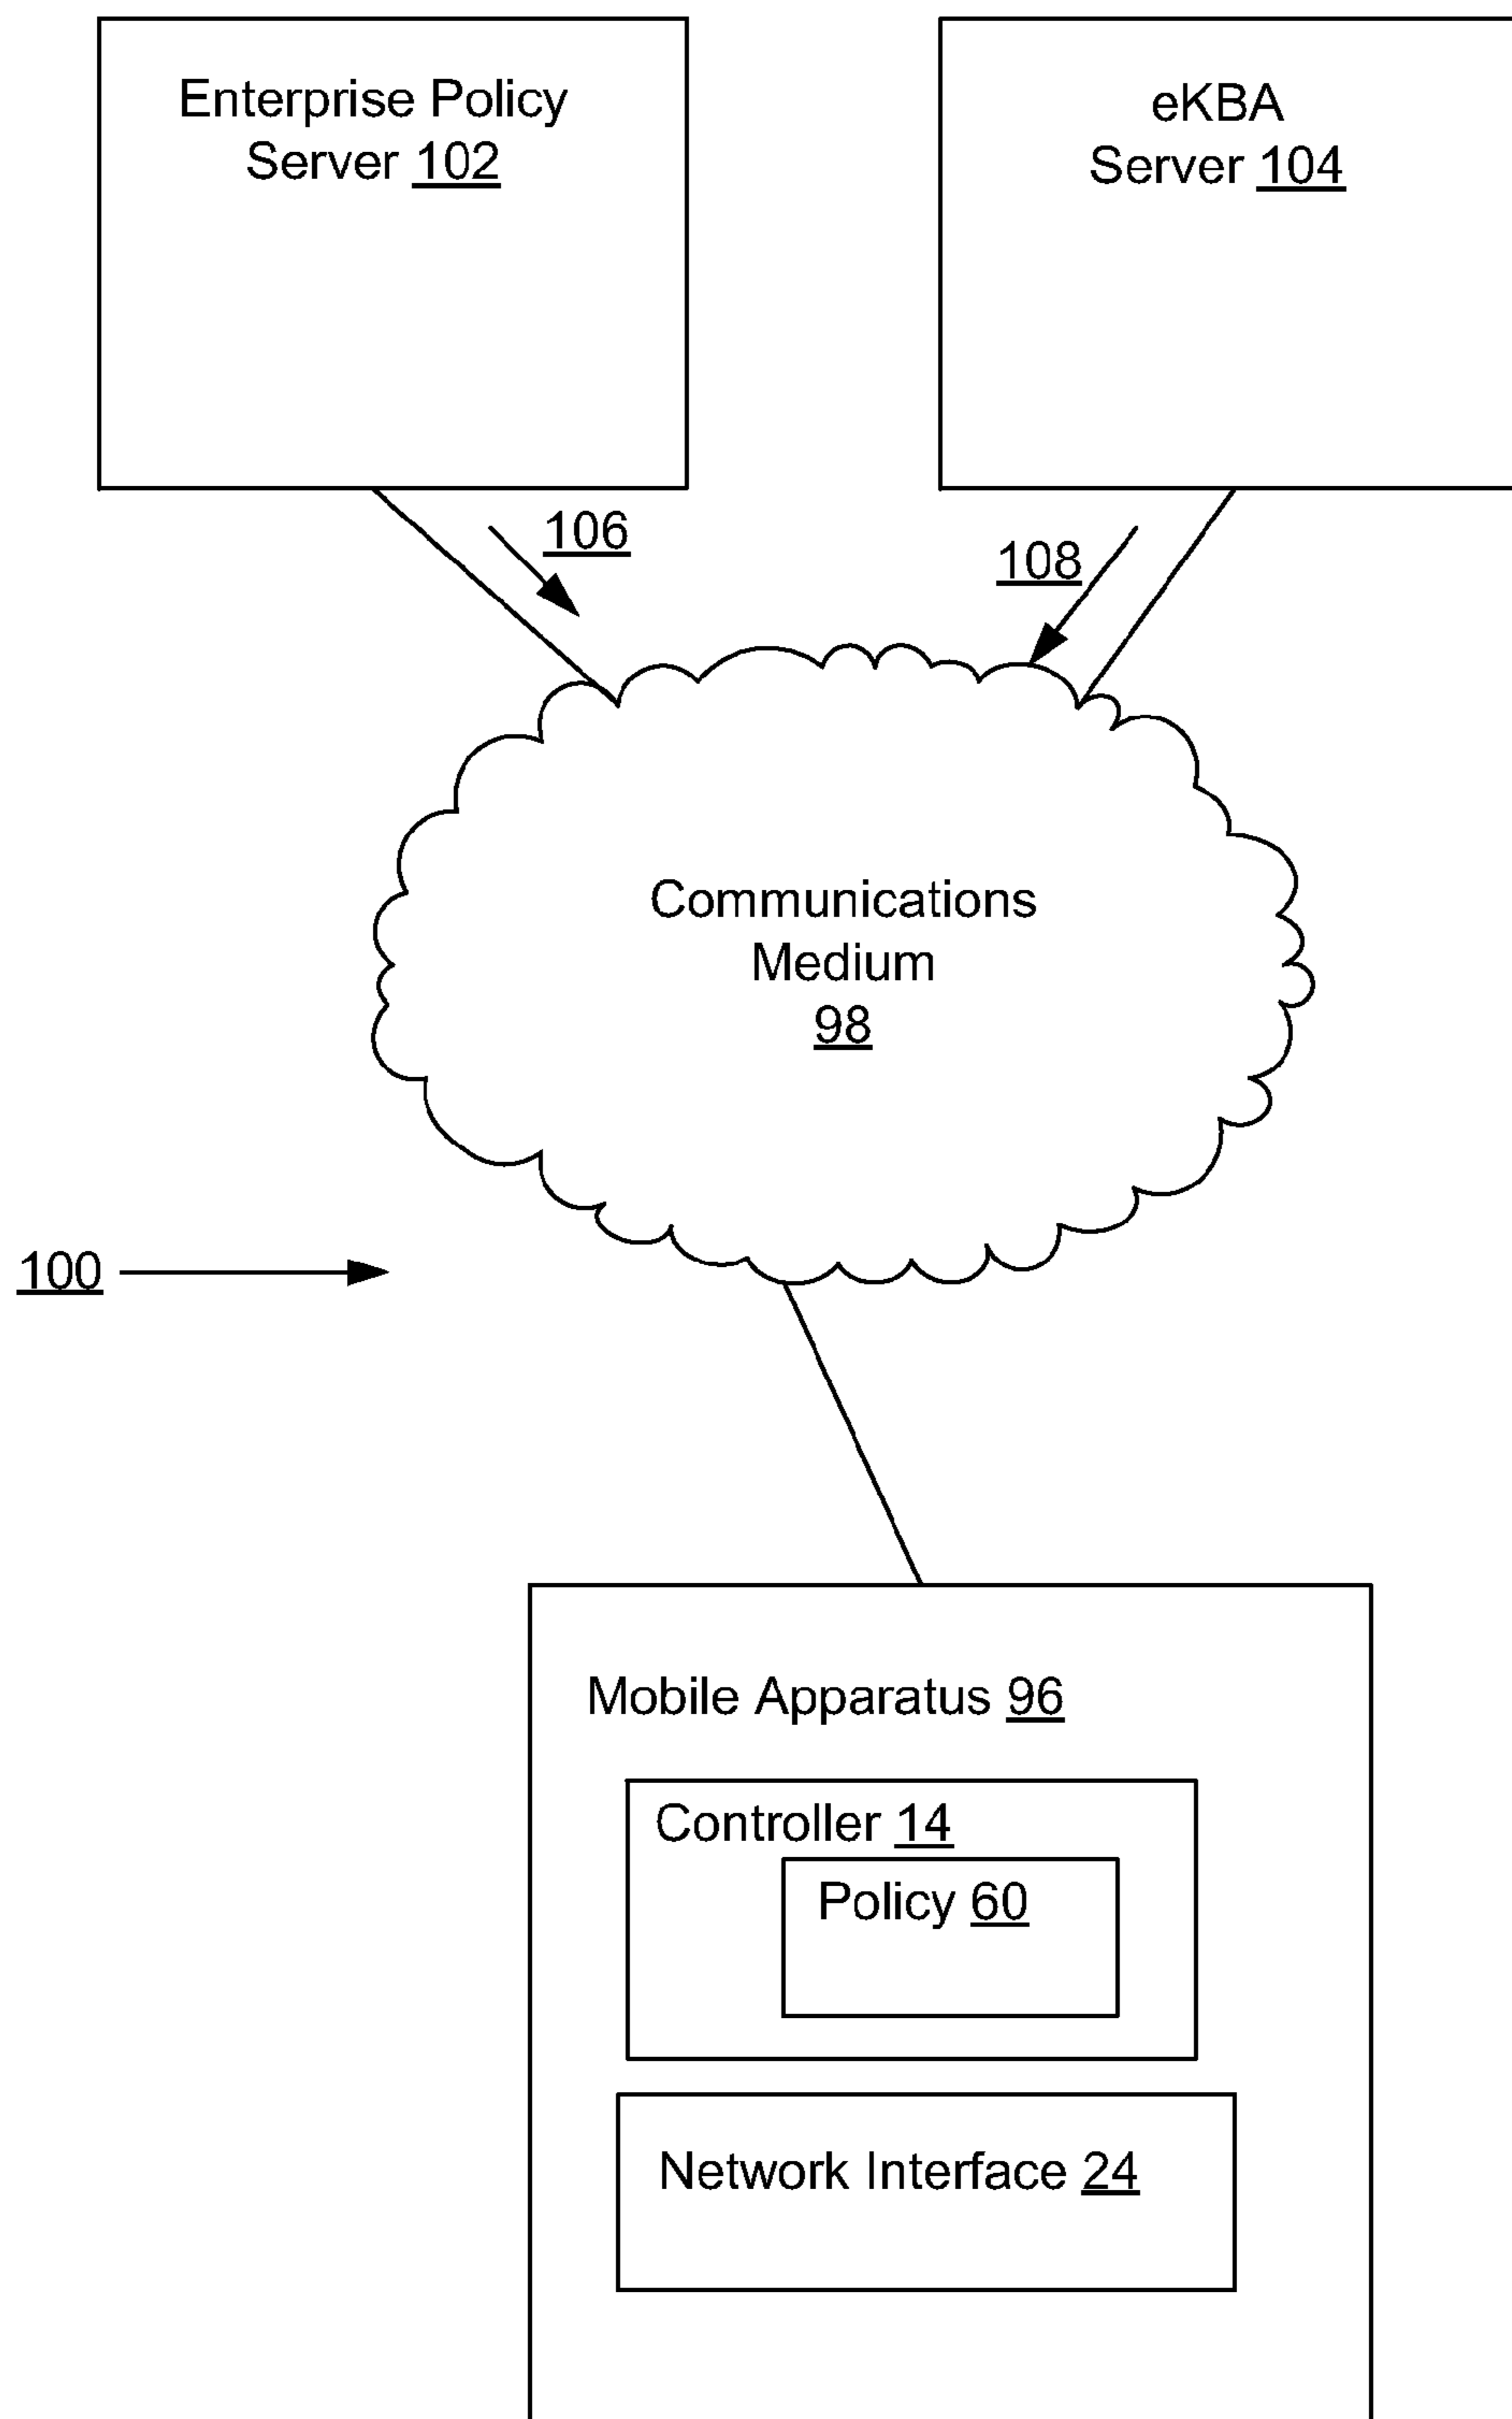 Enterprise Policy
Server 102
eKBA
Server 104
106
108
Communications
Medium
98
100
Mobile Apparatus 96
Controller 14
Policy 60
Network Interface 24